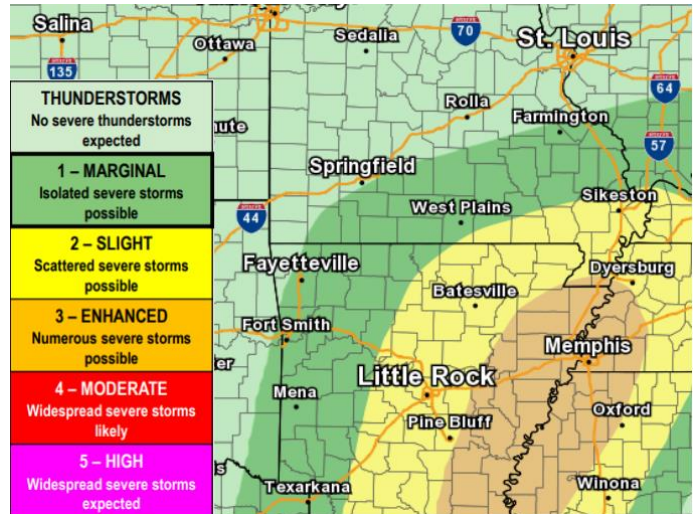 Salina
Ottawa
Sedalia
70
St. Louis
135
64
THUNDERSTORMS
No severe thunderstorms
expected
Rolla
Farmington
57
1 – MARGINAL
Isolated severe storms
possible
Springfield
44
West Plains
Sikeston
2 – SLIGHT
Scattered severe storms
possible
Fayetteville
Dyersburg
Batesville
3 – ENHANCED
Numerous severe storms
possible
Fort Smith
Memphis
4 – MODERATE
Widespread severe storms
likely
Mena
Little Rock
Pine Bluff
Oxford
5 – HIGH
Widespread severe storms
expected
Texarkana
Winona